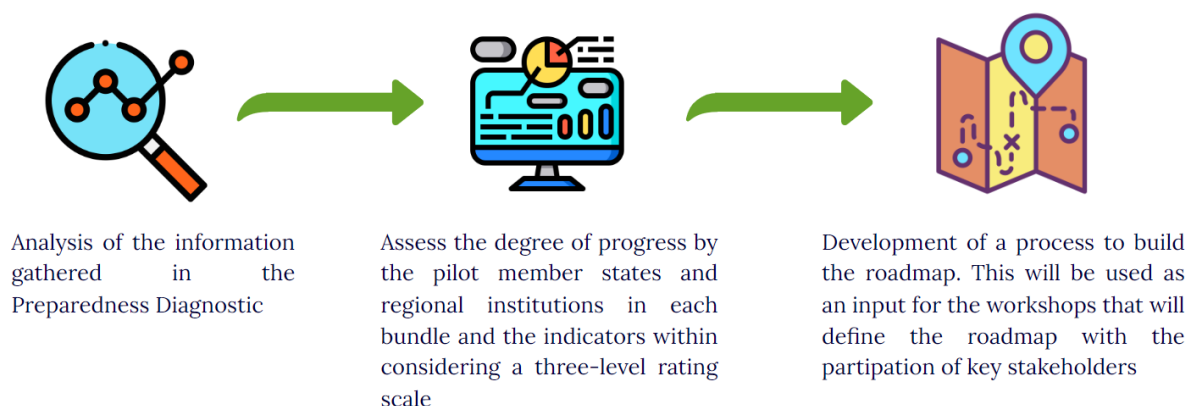 Analysis of the information
gathered in the
Preparedness Diagnostic
Assess the degree of progress by
the pilot member states and
regional institutions in each
bundle and the indicators within
considering a three-level rating
scale
Development of a process to build
the roadmap. This will be used as
an input for the workshops that will
define the roadmap with the
partipation of key stakeholders